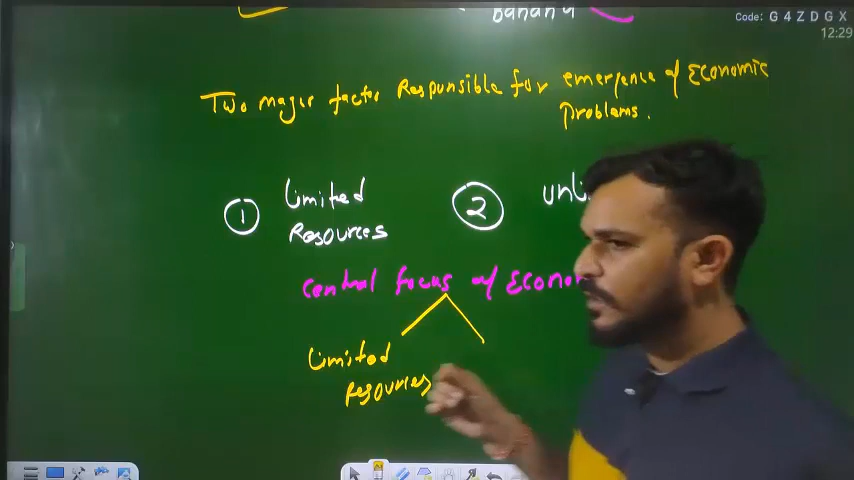 banana
Code: G 4 Z D G X
12:29
Two major factor Responsible for emergence of Economic
problems.
1 Limited
Resources
2 unli
central focus of Econom
Limited
resources